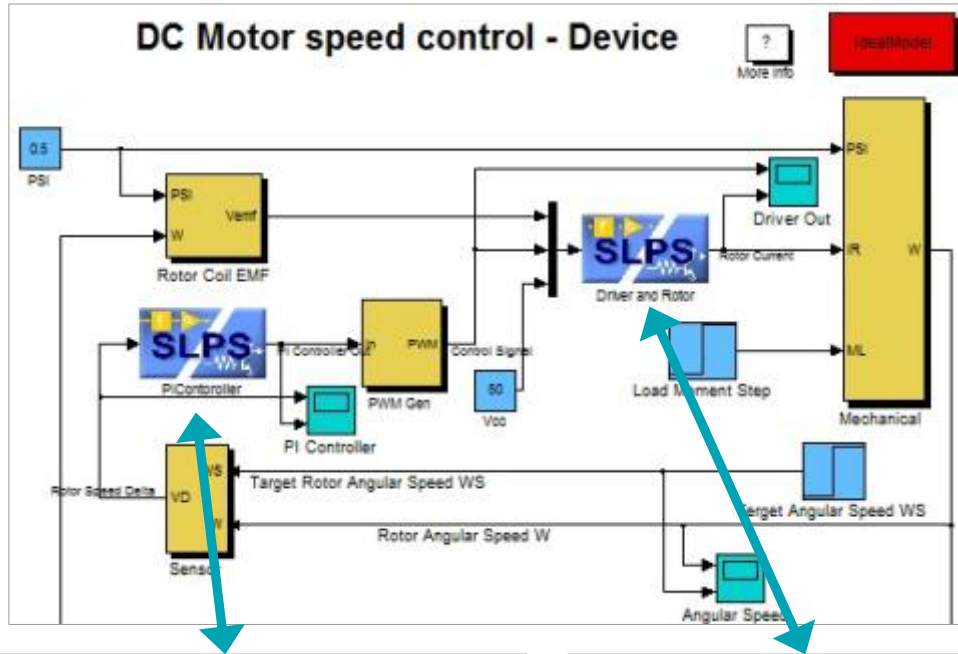 DC Motor speed control - Device
?
More info
IdealModel
0.5
PSI
PSI
W
Vemf
Rotor Coil EMF
SLPS
Driver and Rotor
Rotor Current
Driver Out
PSI
IR
ML
W
Mechanical
SLPS
PIContoroller
PI Controller Out
In
PWM
PWM Gen
Control Signal
50
Vcc
Load Moment Step
PI Controller
WS
VD
W
Sensor
Rotor Speed Delta
Target Rotor Angular Speed WS
Terget Angular Speed WS
Rotor Angular Speed W
Angular Speed